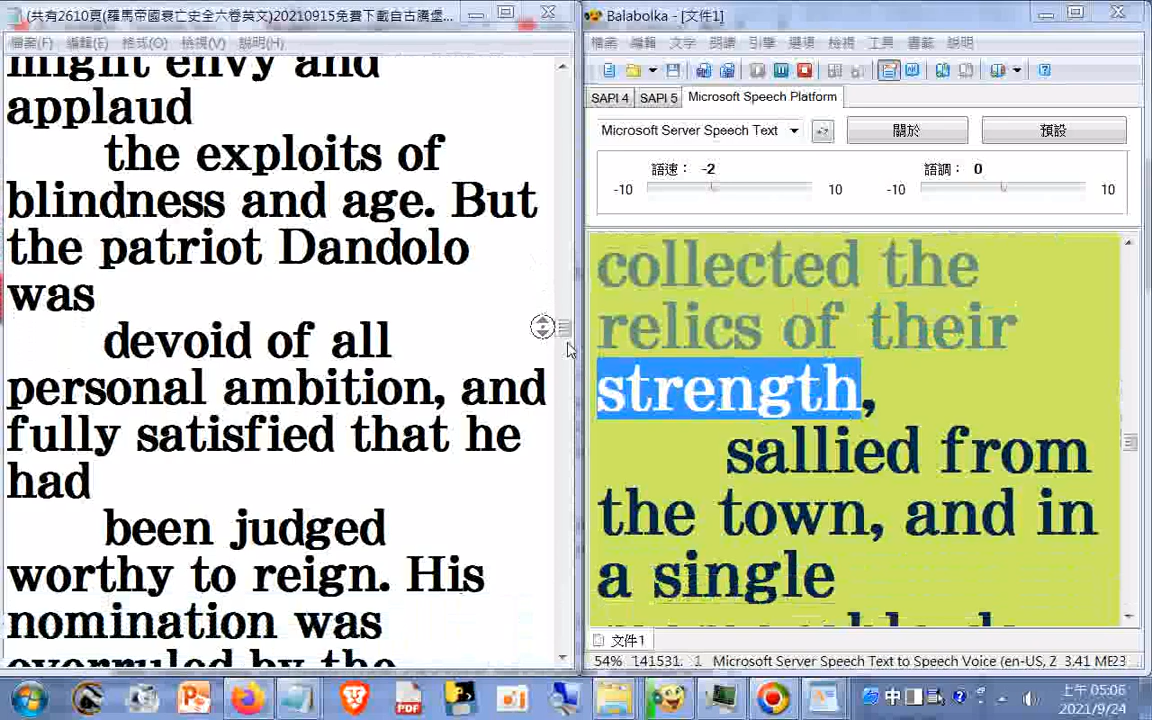 (共有2610頁(羅馬帝國衰亡史全六卷英文)20210915免費下載自古騰堡...
檔案(F) 編輯(E) 格式(O) 檢視(V) 說明(H)
might envy and
applaud
the exploits of
blindness and age. But
the patriot Dandolo
was
devoid of all
personal ambition, and
fully satisfied that he
had
been judged
worthy to reign. His
nomination was
overruled by the
Balabolka - [文件1]
檔案 編輯 文字 朗讀 引擎 選項 檢視 工具 書籤 說明
SAPI 4 SAPI 5 Microsoft Speech Platform
Microsoft Server Speech Text 關於 預設
語速： -2 語調： 0
-10 10 -10 10
collected the
relics of their
strength,
sallied from
the town, and in
a single
文件1
54% 141531. 1 Microsoft Server Speech Text to Speech Voice (en-US, Z 3.41 ME23
中
上午 05:06
2021/9/24